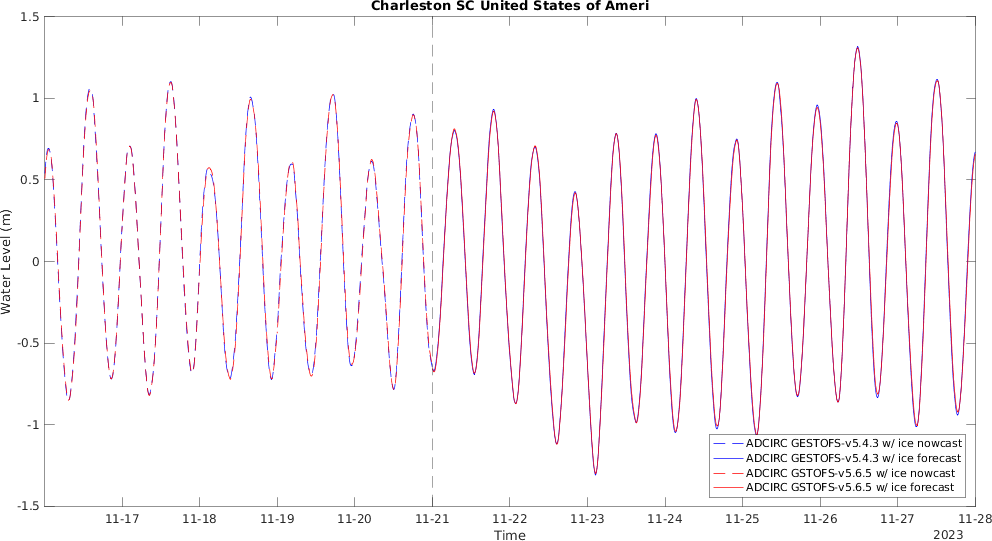 Charleston SC United States of Ameri
1.5
1
0.5
0
-0.5
-1
-1.5
Water Level (m)
ADCIRC GESTOFS-v5.4.3 w/ ice nowcast
ADCIRC GESTOFS-v5.4.3 w/ ice forecast
ADCIRC GSTOFS-v5.6.5 w/ ice nowcast
ADCIRC GSTOFS-v5.6.5 w/ ice forecast
11-17 11-18 11-19 11-20 11-21 11-22 11-23 11-24 11-25 11-26 11-27 11-28
Time
2023